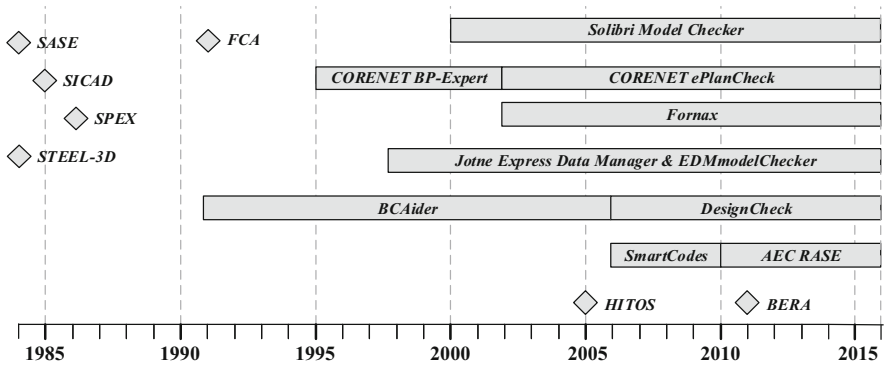 Solibri Model Checker
SASE
FCA
SICAD
CORENET BP-Expert
CORENET ePlanCheck
SPEX
Fornax
STEEL-3D
Jotne Express Data Manager & EDMmodelChecker
BCAider
DesignCheck
SmartCodes
AEC RASE
HITOS
BERA
1985 1990 1995 2000 2005 2010 2015